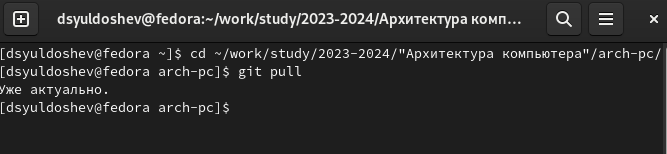 dsyuldoshev@fedora:~/work/study/2023-2024/Архитектура комп...
[dsyuldoshev@fedora ~]$ cd ~/work/study/2023-2024/"Архитектура компьютера"/arch-pc/
[dsyuldoshev@fedora arch-pc]$ git pull
Уже актуально.
[dsyuldoshev@fedora arch-pc]$